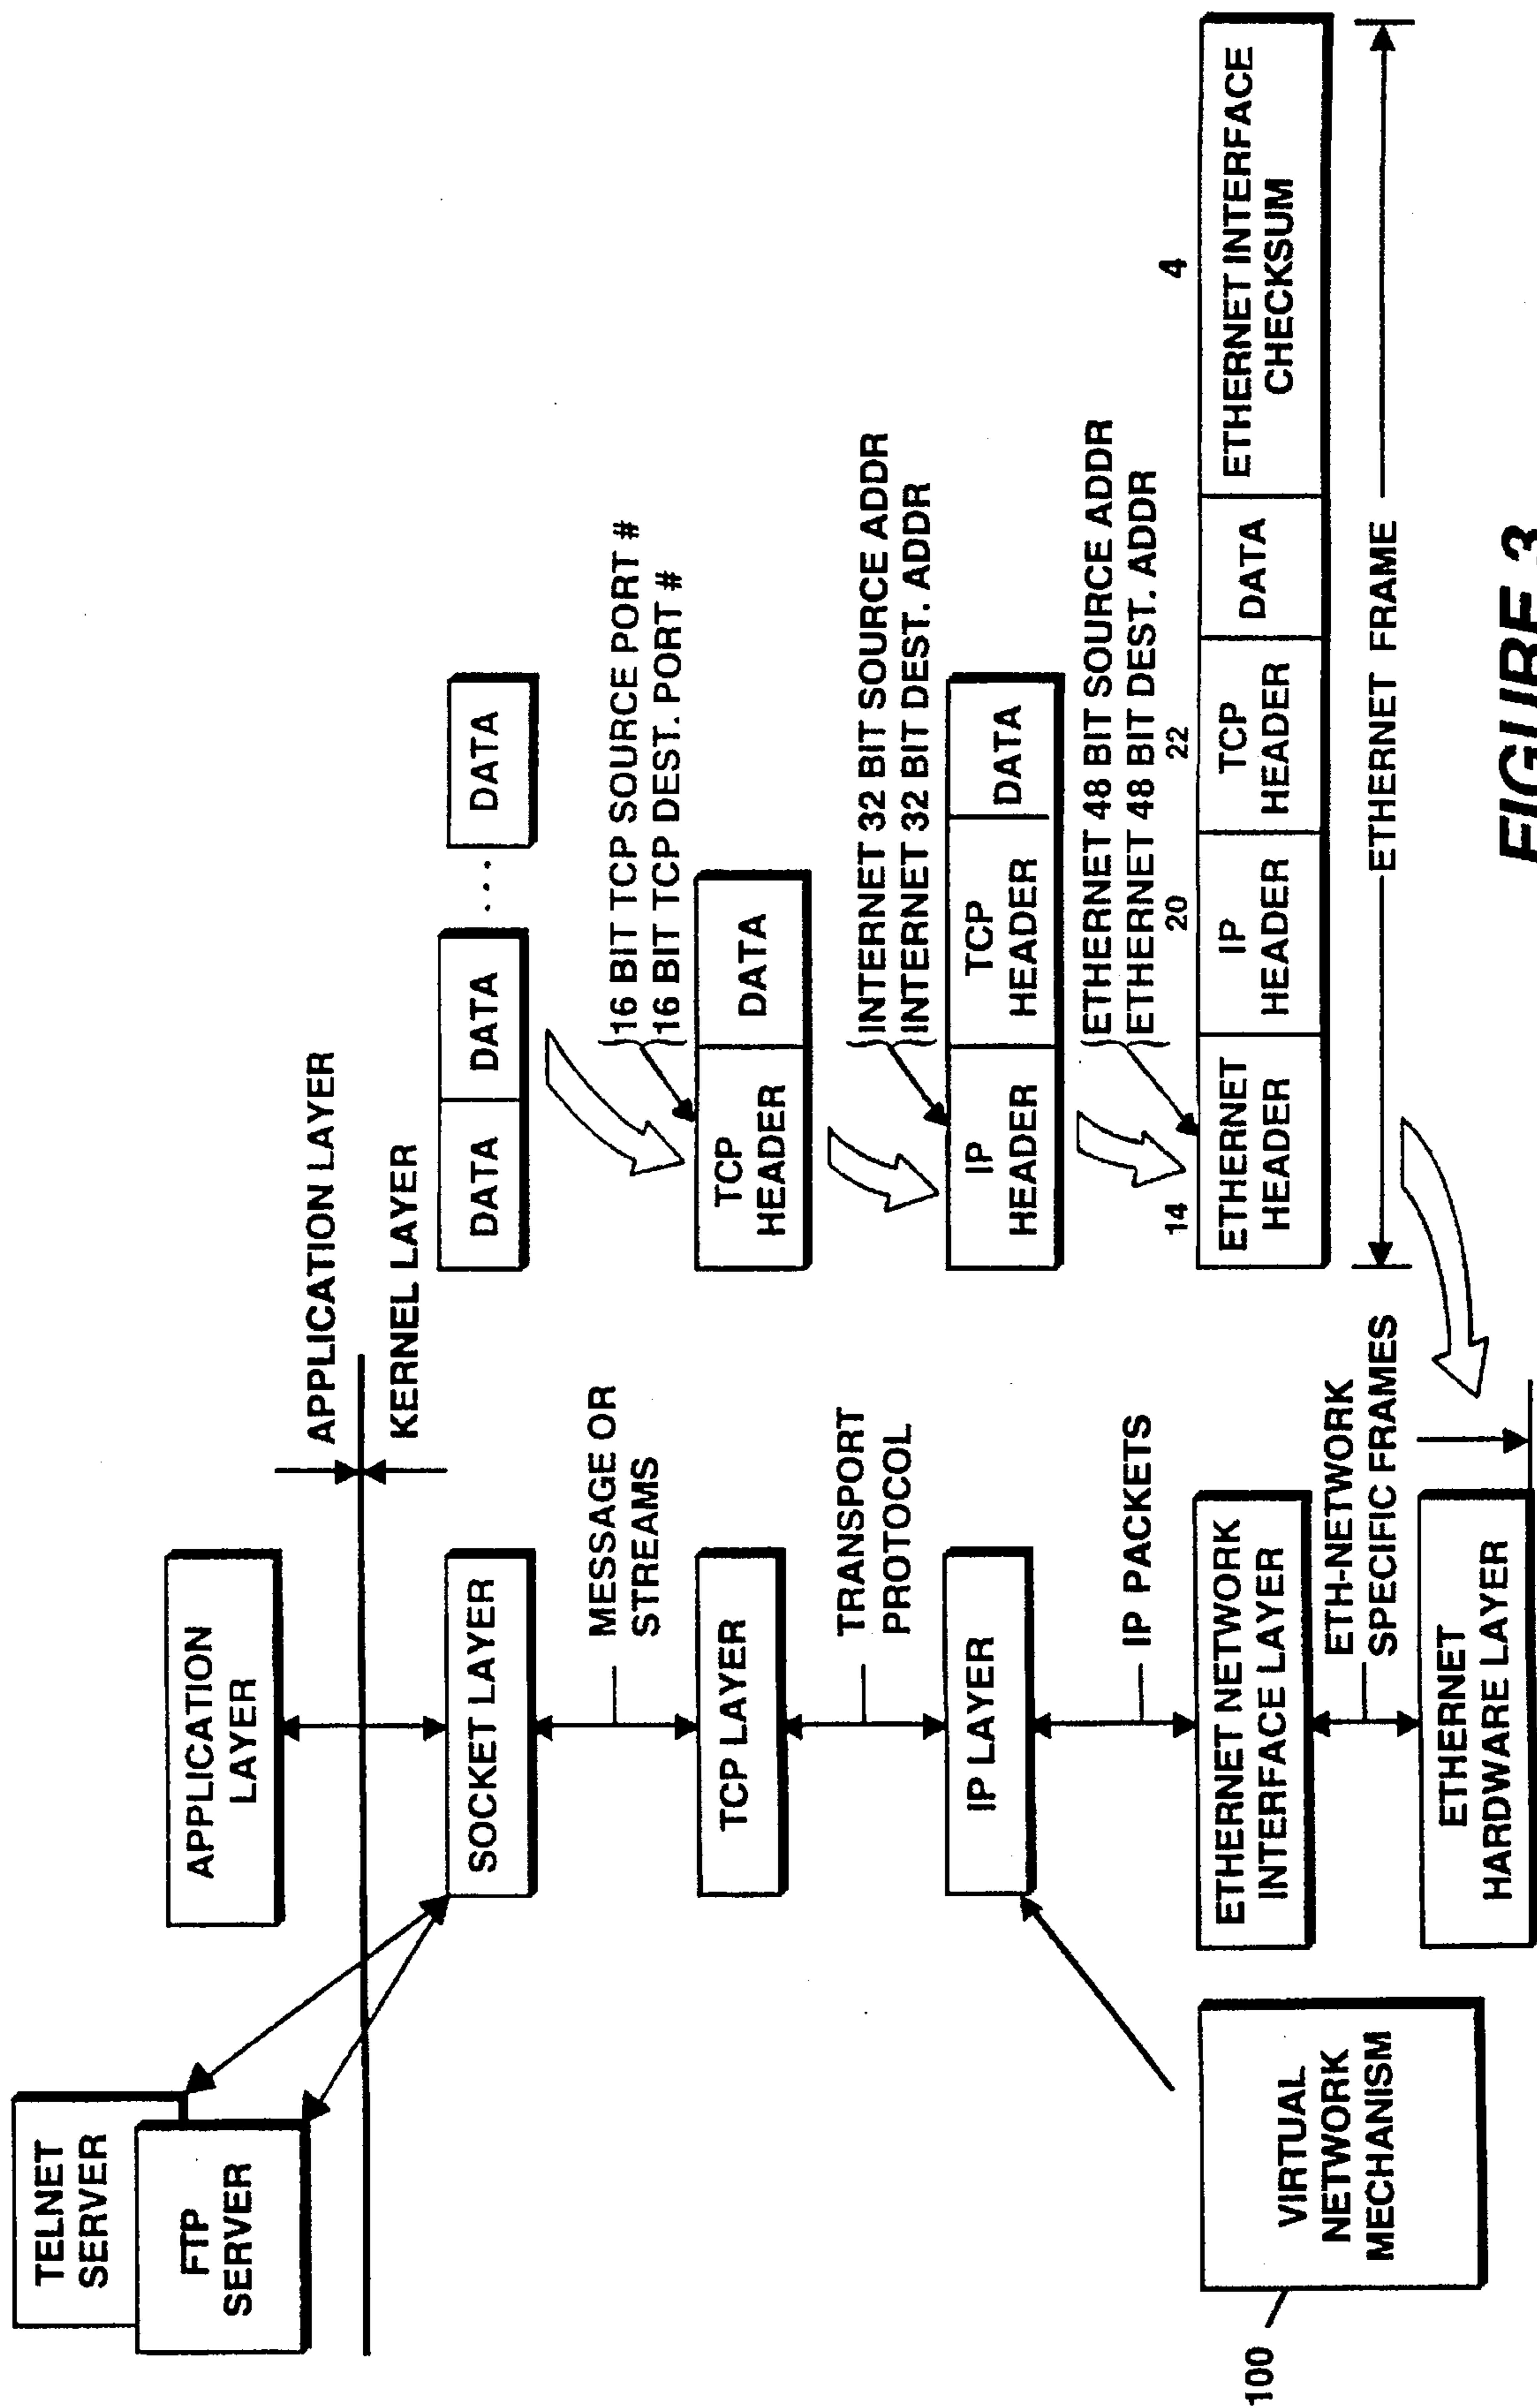 TELNET
SERVER
FTP
SERVER
APPLICATION
LAYER
APPLICATION LAYER
KERNEL LAYER
SOCKET LAYER
DATA
DATA
...
DATA
MESSAGE OR
STREAMS
16 BIT TCP SOURCE PORT #
16 BIT TCP DEST. PORT #
TCP LAYER
TCP
HEADER
DATA
TRANSPORT
PROTOCOL
INTERNET 32 BIT SOURCE ADDR
INTERNET 32 BIT DEST. ADDR
IP LAYER
IP
HEADER
TCP
HEADER
DATA
IP PACKETS
ETHERNET 48 BIT SOURCE ADDR
ETHERNET 48 BIT DEST. ADDR
14
20
22
4
100
VIRTUAL
NETWORK
MECHANISM
ETHERNET NETWORK
INTERFACE LAYER
ETHERNET
HEADER
IP
HEADER
TCP
HEADER
DATA
ETHERNET INTERFACE
CHECKSUM
ETH-NETWORK
SPECIFIC FRAMES
ETHERNET FRAME
ETHERNET
HARDWARE LAYER
FIGURE 3